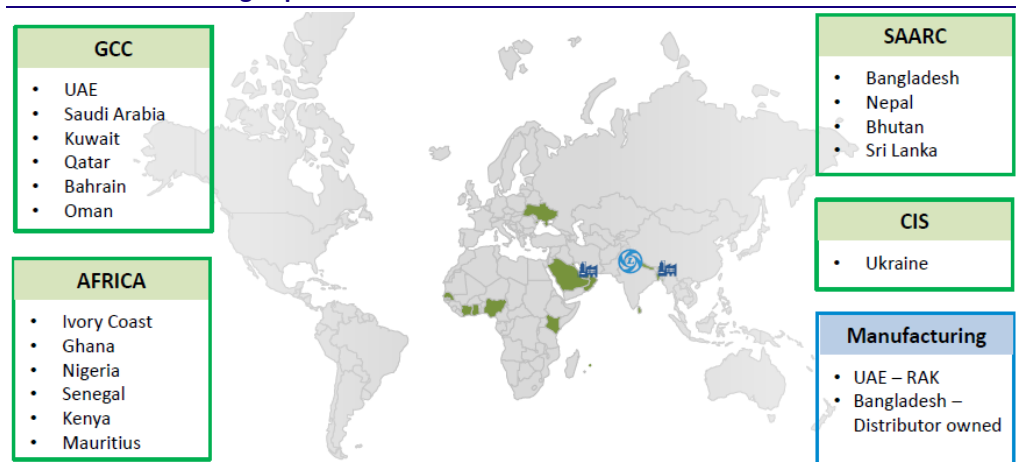 GCC
• UAE
• Saudi Arabia
• Kuwait
• Qatar
• Bahrain
• Oman
AFRICA
• Ivory Coast
• Ghana
• Nigeria
• Senegal
• Kenya
• Mauritius
SAARC
• Bangladesh
• Nepal
• Bhutan
• Sri Lanka
CIS
• Ukraine
Manufacturing
• UAE – RAK
• Bangladesh –
Distributor owned